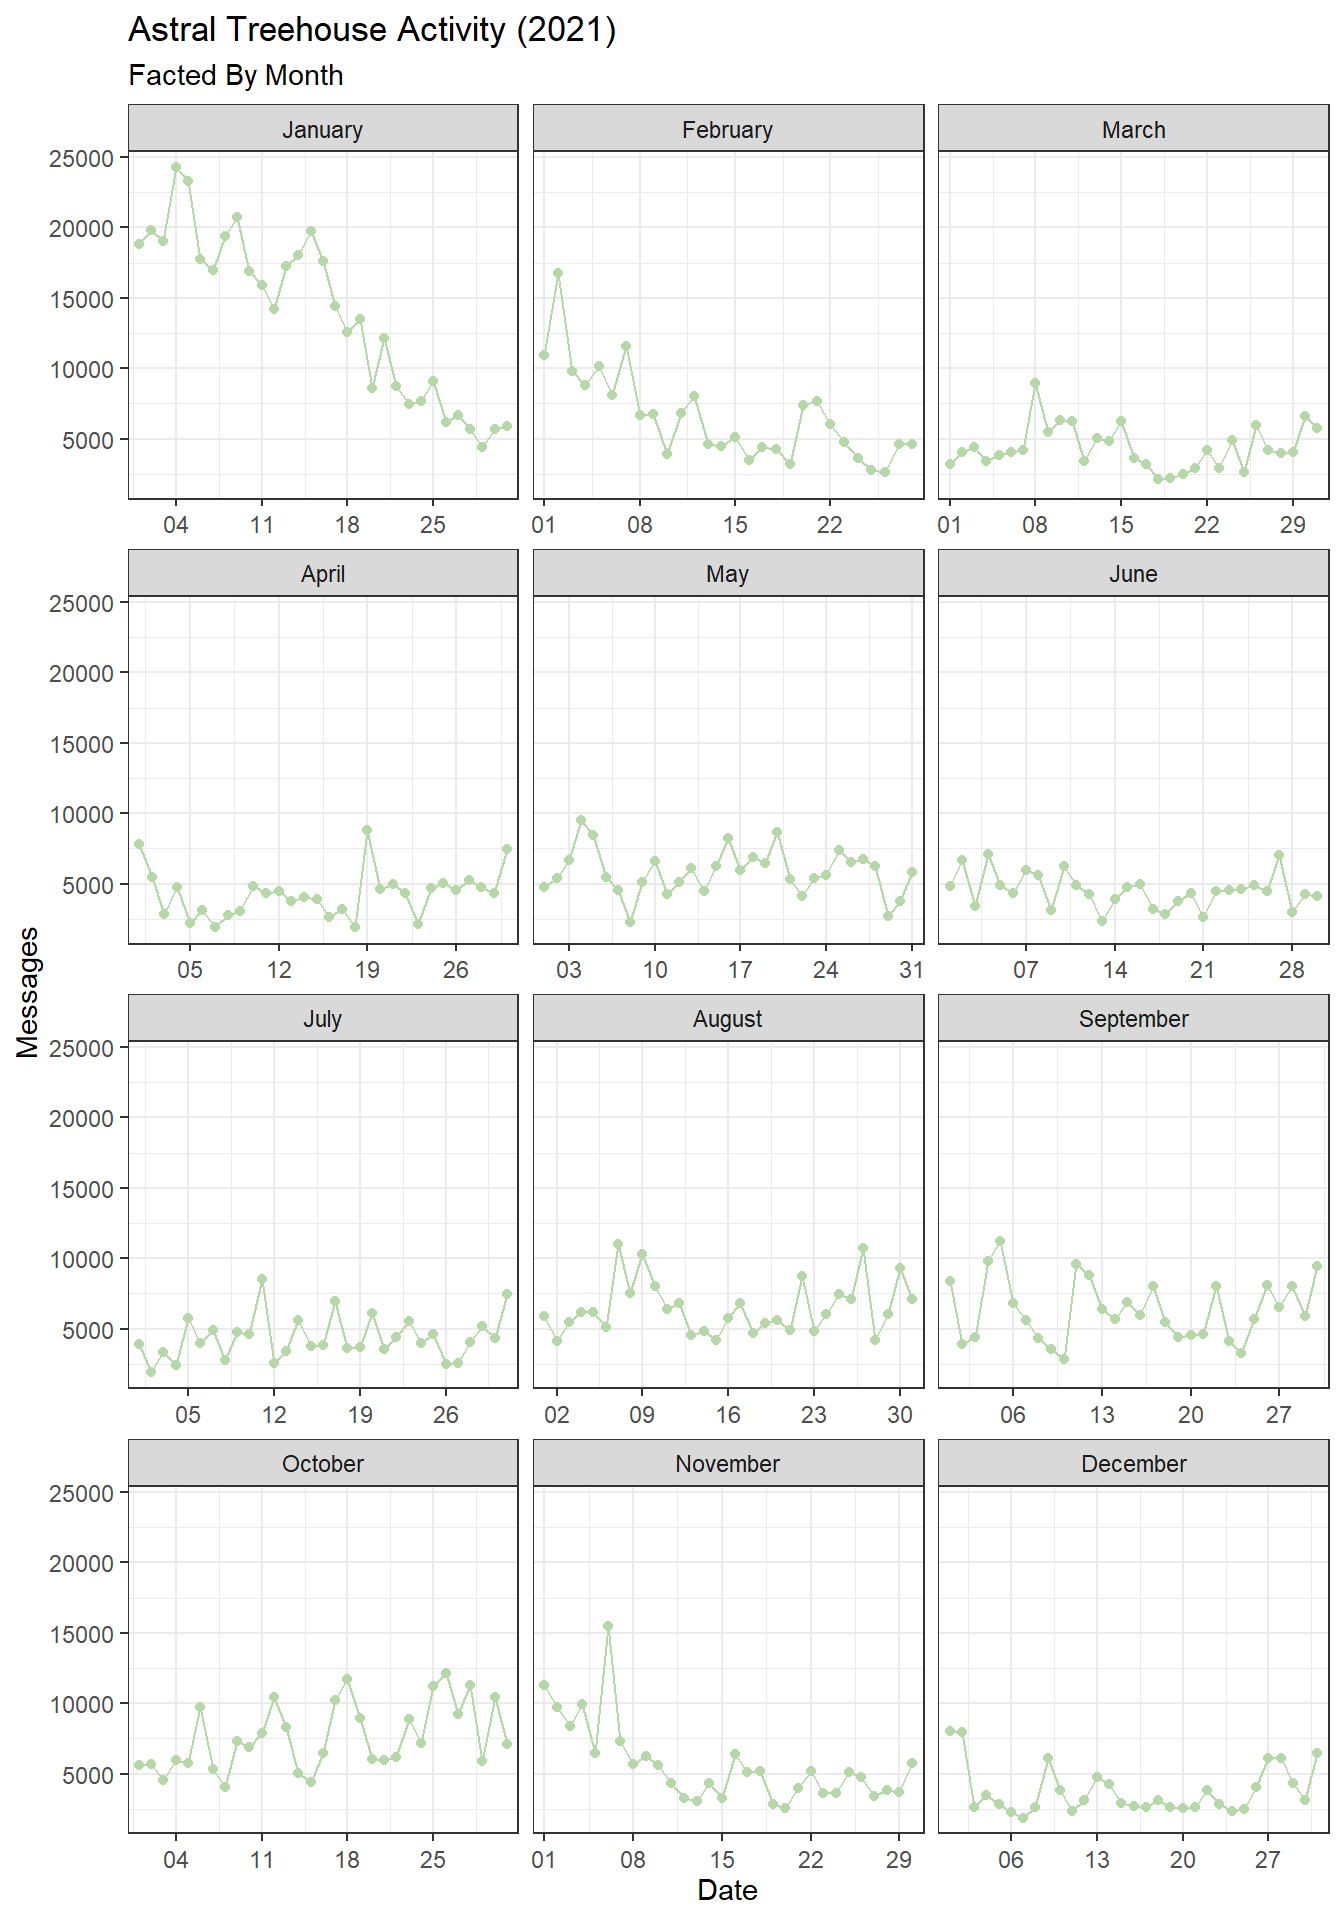 Astral Treehouse Activity (2021)
Facted By Month
January February March
25000
20000
15000
10000
5000
04 11 18 25 01 08 15 22 01 08 15 22 29
April May June
25000
20000
15000
10000
5000
05 12 19 26 03 10 17 24 31 07 14 21 28
Messages
July August September
25000
20000
15000
10000
5000
05 12 19 26 02 09 16 23 30 06 13 20 27
October November December
25000
20000
15000
10000
5000
04 11 18 25 01 08 15 22 29 06 13 20 27
Date